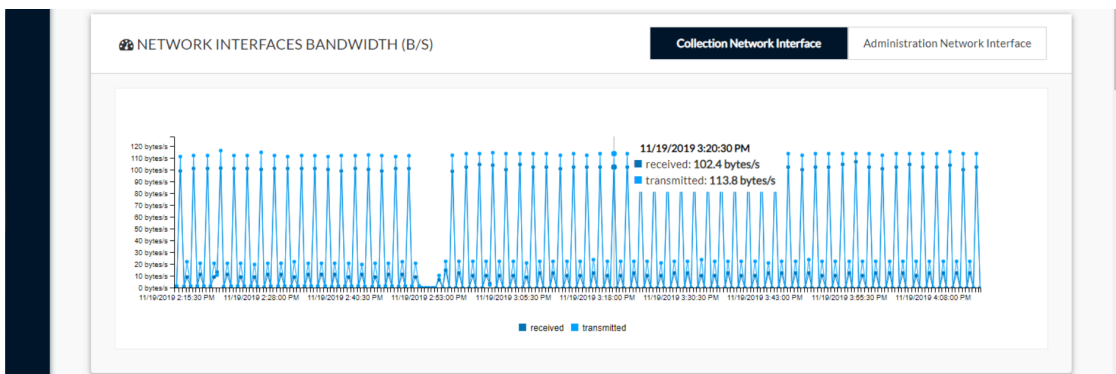 NETWORK INTERFACES BANDWIDTH (B/S)
Collection Network Interface
Administration Network Interface
120 bytes/s
110 bytes/s
100 bytes/s
90 bytes/s
80 bytes/s
70 bytes/s
60 bytes/s
50 bytes/s
40 bytes/s
30 bytes/s
20 bytes/s
10 bytes/s
0 bytes/s
11/19/2019 3:20:30 PM
received: 102.4 bytes/s
transmitted: 113.8 bytes/s
11/19/2019 2:15:30 PM
11/19/2019 2:28:00 PM
11/19/2019 2:40:30 PM
11/19/2019 2:53:00 PM
11/19/2019 3:05:30 PM
11/19/2019 3:18:00 PM
11/19/2019 3:30:30 PM
11/19/2019 3:43:00 PM
11/19/2019 3:55:30 PM
11/19/2019 4:08:00 PM
received
transmitted